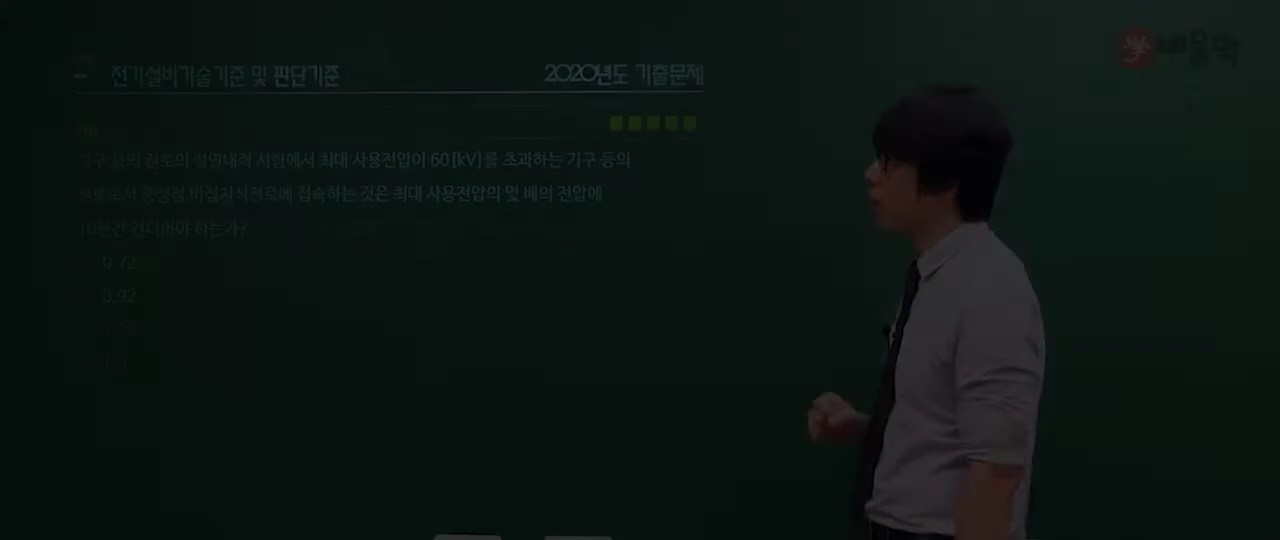 전기설비기술기준 및 판단기준
2020년도 기출문제
배울학
기구 등의 전로의 절연내력 시험에서 최대 사용전압이 60[kV]를 초과하는 기구 등의
전로로서 중성점 비접지식전로에 접속하는 것은 최대 사용전압의 몇 배의 전압에
10분간 견디어야 하는가?
0.72
0.92